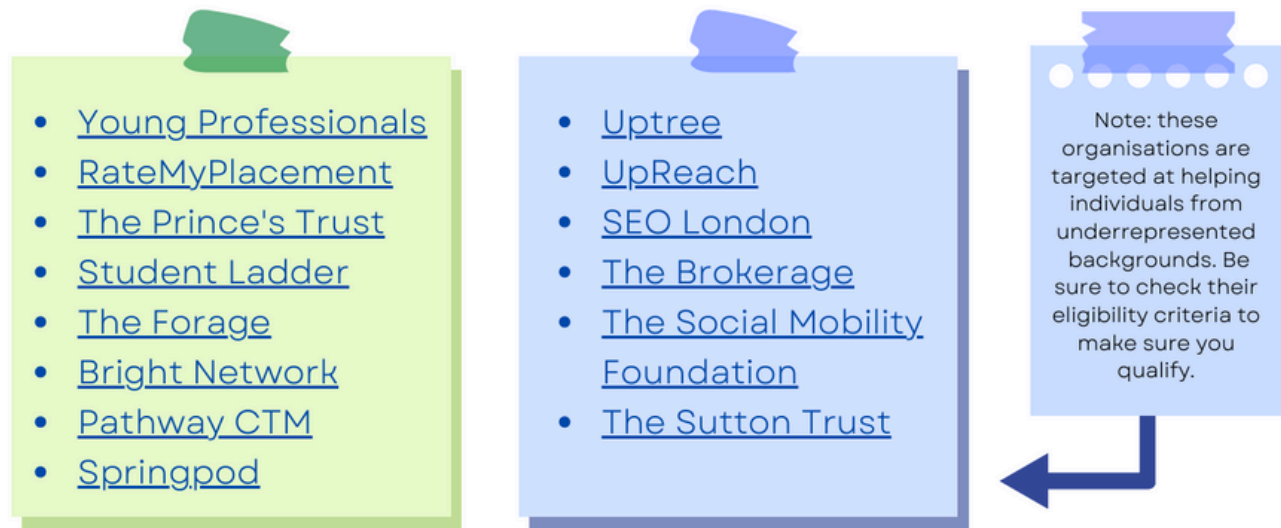 Young Professionals
RateMyPlacement
The Prince's Trust
Student Ladder
The Forage
Bright Network
Pathway CTM
Springpod
Uptree
UpReach
SEO London
The Brokerage
The Social Mobility
Foundation
The Sutton Trust
Note: these
organisations are
targeted at helping
individuals from
underrepresented
backgrounds. Be
sure to check their
eligibility criteria to
make sure you
qualify.